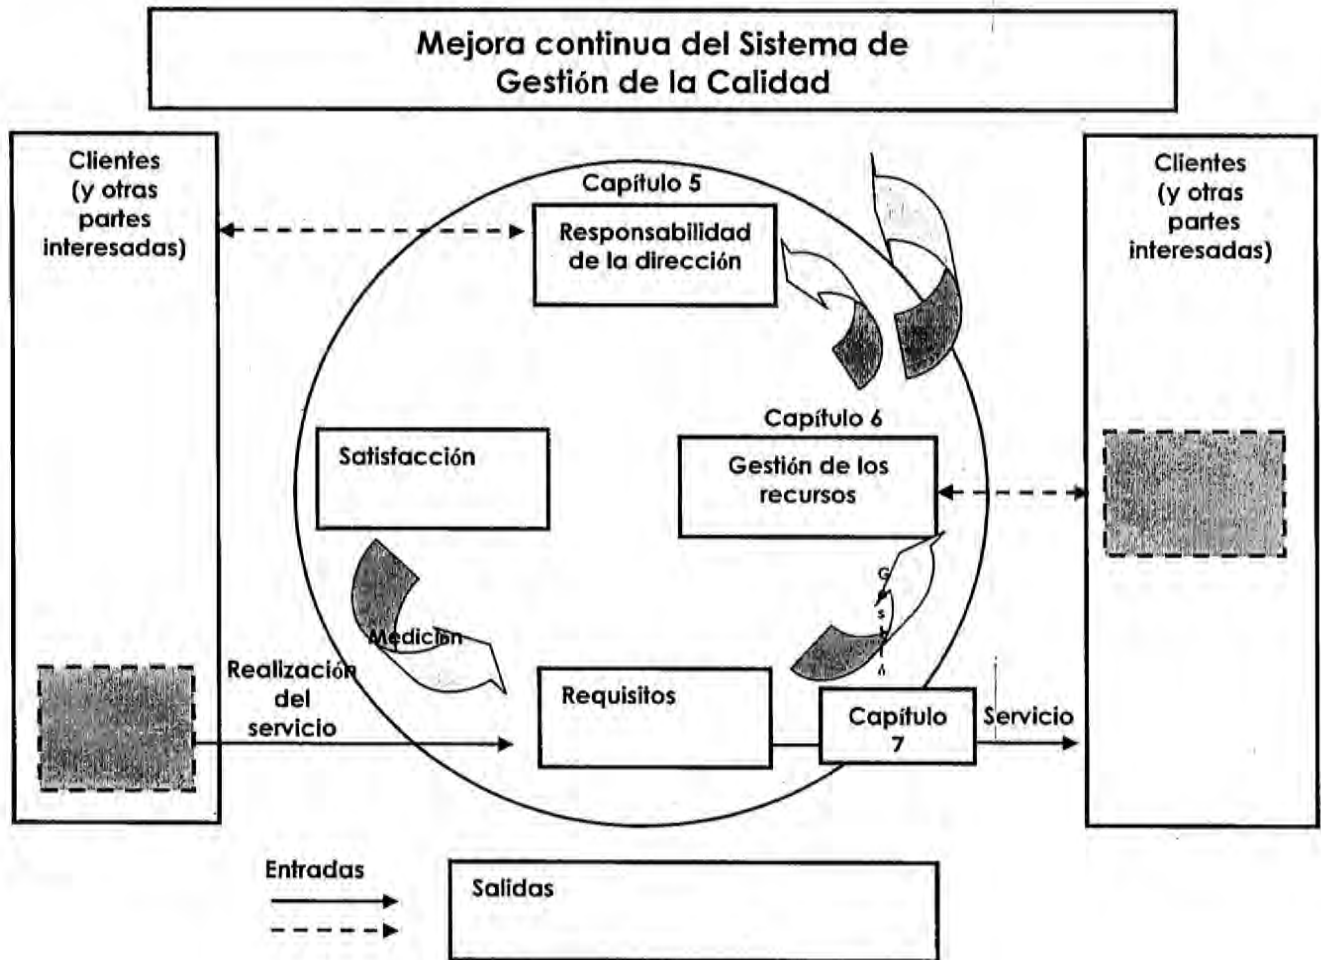 Mejora continua del Sistema de
Gestión de la Calidad
Clientes
(y otras
partes
interesadas)
Capítulo 5
Responsabilidad
de la dirección
Clientes
(y otras
partes
interesadas)
Satisfacción
Capítulo 6
Gestión de los
recursos
Medición
Realización
del
servicio
Requisitos
Capítulo
7
Servicio
Entradas
Salidas